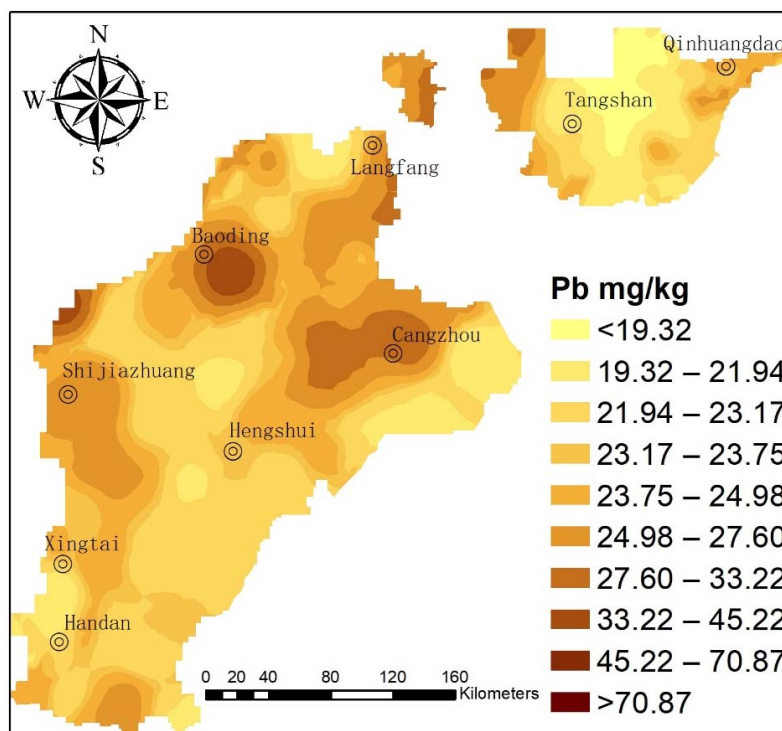 N
W
E
S
Qinhuangdao
Tangshan
Langfang
Baoding
Cangzhou
Shijiazhuang
Hengshui
Xingtai
Handan
Pb mg/kg
<19.32
19.32 – 21.94
21.94 – 23.17
23.17 – 23.75
23.75 – 24.98
24.98 – 27.60
27.60 – 33.22
33.22 – 45.22
45.22 – 70.87
>70.87
0 20 40 80 120 160
Kilometers